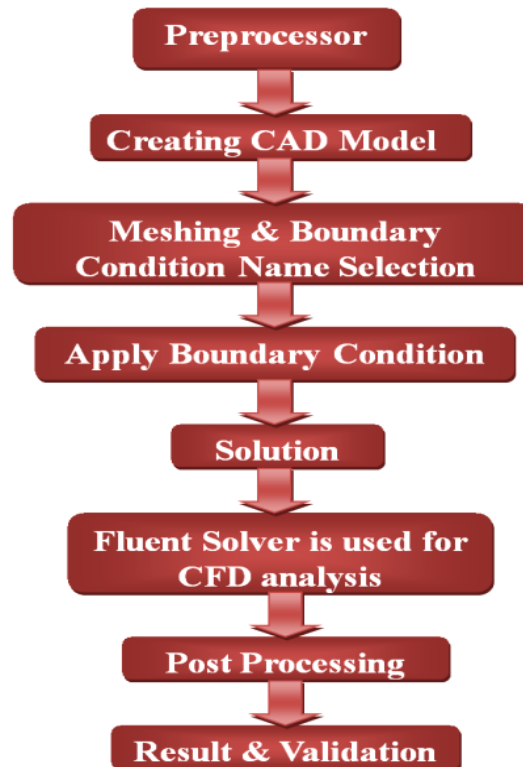 Preprocessor
Creating CAD Model
Meshing & Boundary
Condition Name Selection
Apply Boundary Condition
Solution
Fluent Solver is used for
CFD analysis
Post Processing
Result & Validation